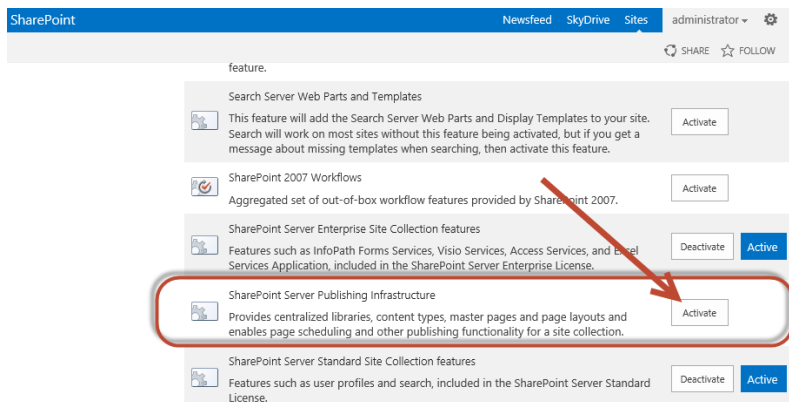 SharePoint Newsfeed SkyDrive Sites administrator
SHARE FOLLOW
feature.
Search Server Web Parts and Templates
This feature will add the Search Server Web Parts and Display Templates to your site.
Search will work on most sites without this feature being activated, but if you get a
message about missing templates when searching, then activate this feature.
Activate
SharePoint 2007 Workflows
Aggregated set of out-of-box workflow features provided by SharePoint 2007.
Activate
SharePoint Server Enterprise Site Collection features
Features such as InfoPath Forms Services, Visio Services, Access Services, and Excel
Services Application, included in the SharePoint Server Enterprise License.
Deactivate Active
SharePoint Server Publishing Infrastructure
Provides centralized libraries, content types, master pages and page layouts and
enables page scheduling and other publishing functionality for a site collection.
Activate
SharePoint Server Standard Site Collection features
Features such as user profiles and search, included in the SharePoint Server Standard
License.
Deactivate Active